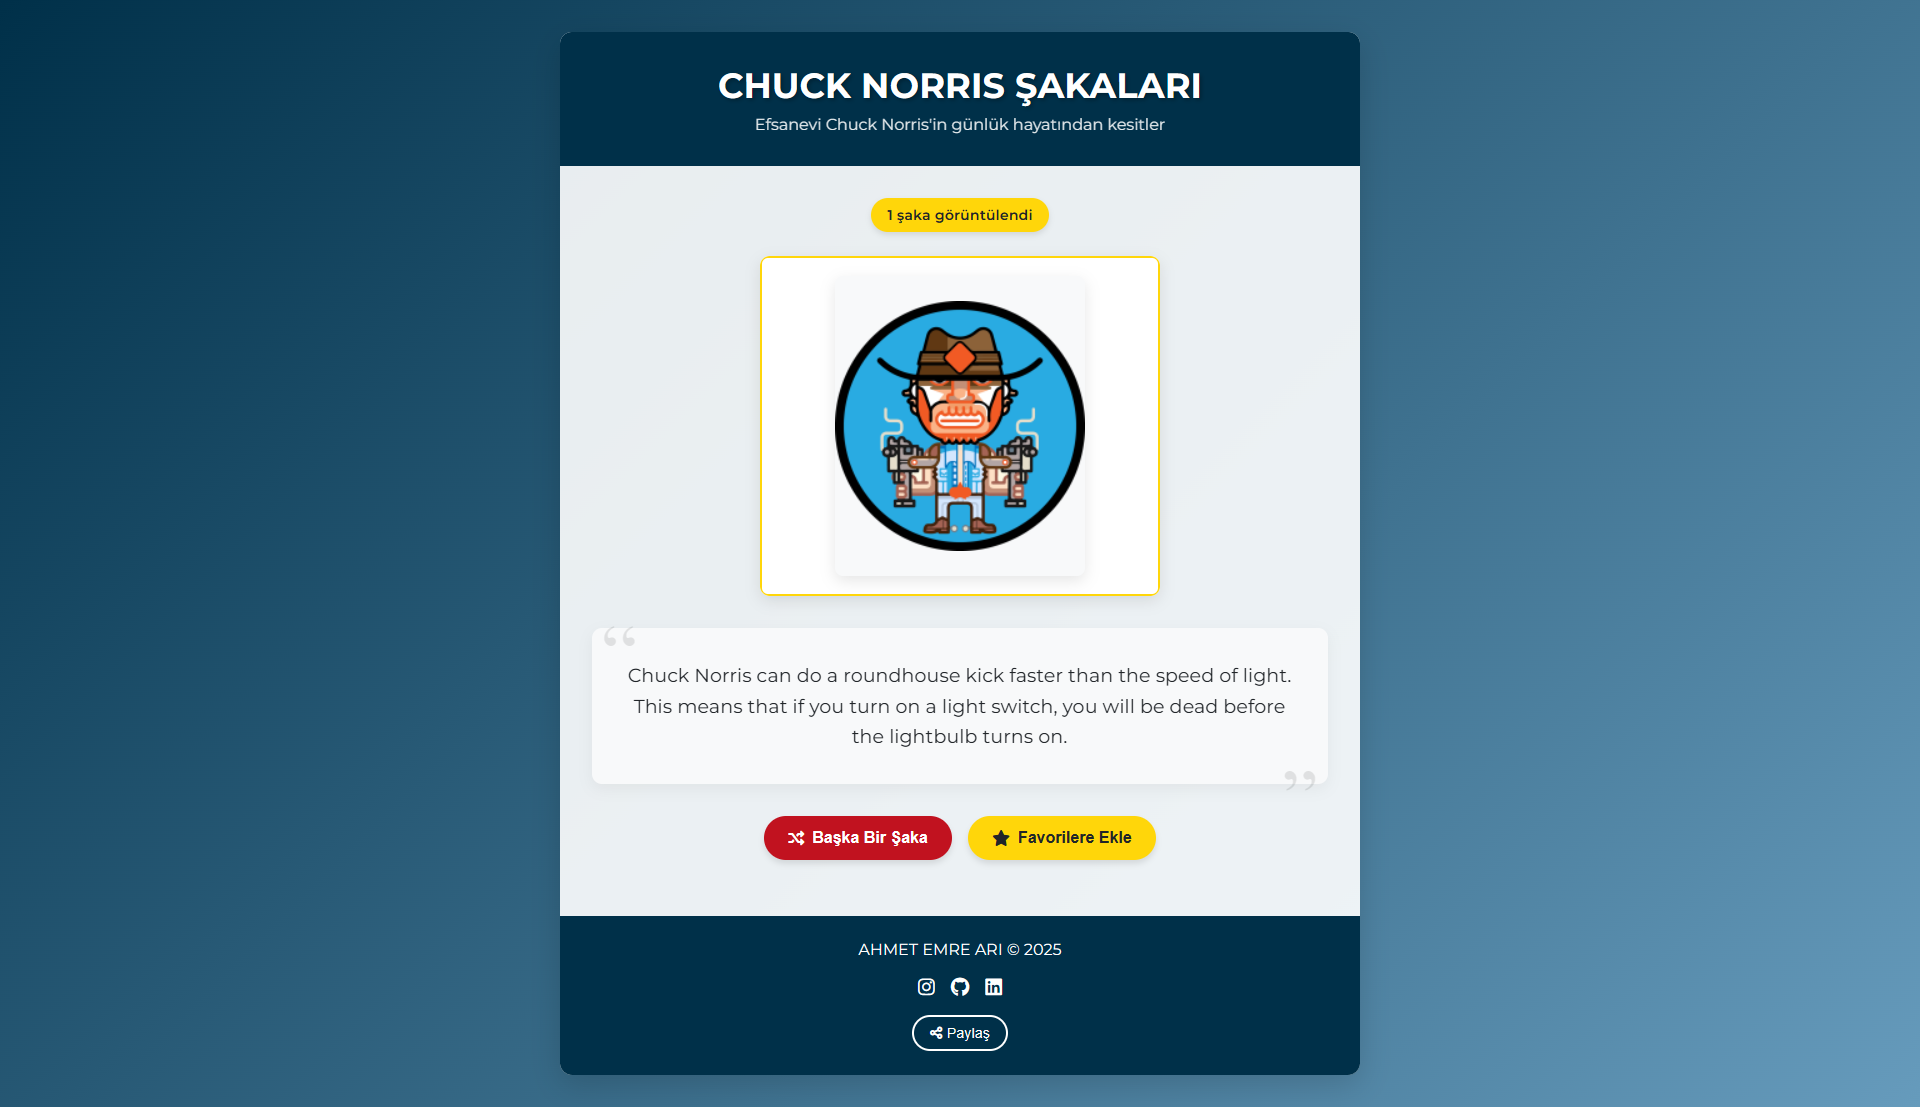 CHUCK NORRIS ŞAKALARI
Efsanevi Chuck Norris'in günlük hayatından kesitler
1 şaka görüntülendi
“
Chuck Norris can do a roundhouse kick faster than the speed of light.
This means that if you turn on a light switch, you will be dead before
the lightbulb turns on.
”
Başka Bir Şaka
Favorilere Ekle
AHMET EMRE ARI © 2025
Paylaş